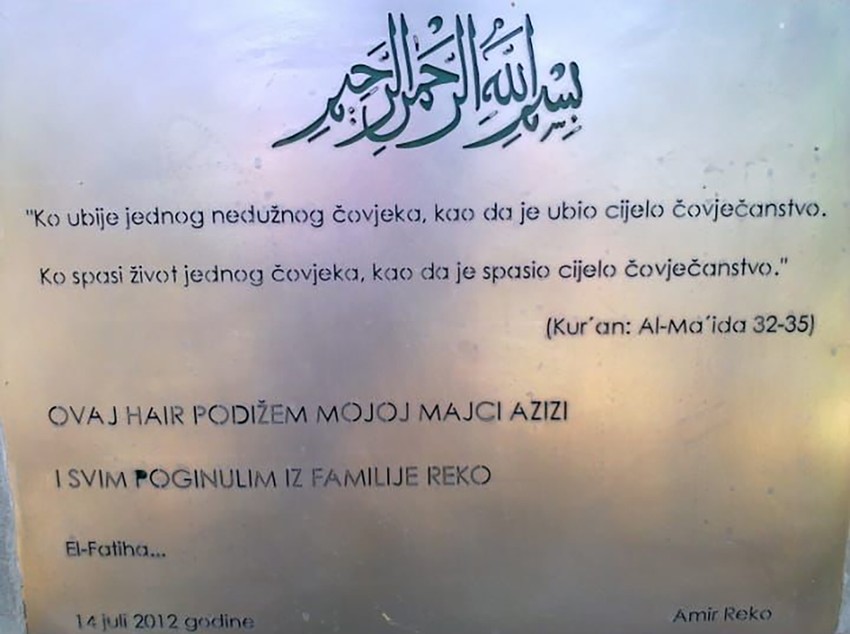 بسم الله الرحمن الرحيم
"Ko ubije jednog nedužnog čovjeka, kao da je ubio cijelo čovječanstvo.
Ko spasi život jednog čovjeka, kao da je spasio cijelo čovječanstvo."
(Kur´an: Al-Ma´ida 32-35)
OVAJ HAIR PODIŽEM MOJOJ MAJCI AZIZI
I SVIM POGINULIM IZ FAMILIJE REKO
El-Fatiha...
14 juli 2012 godine
Amir Reko